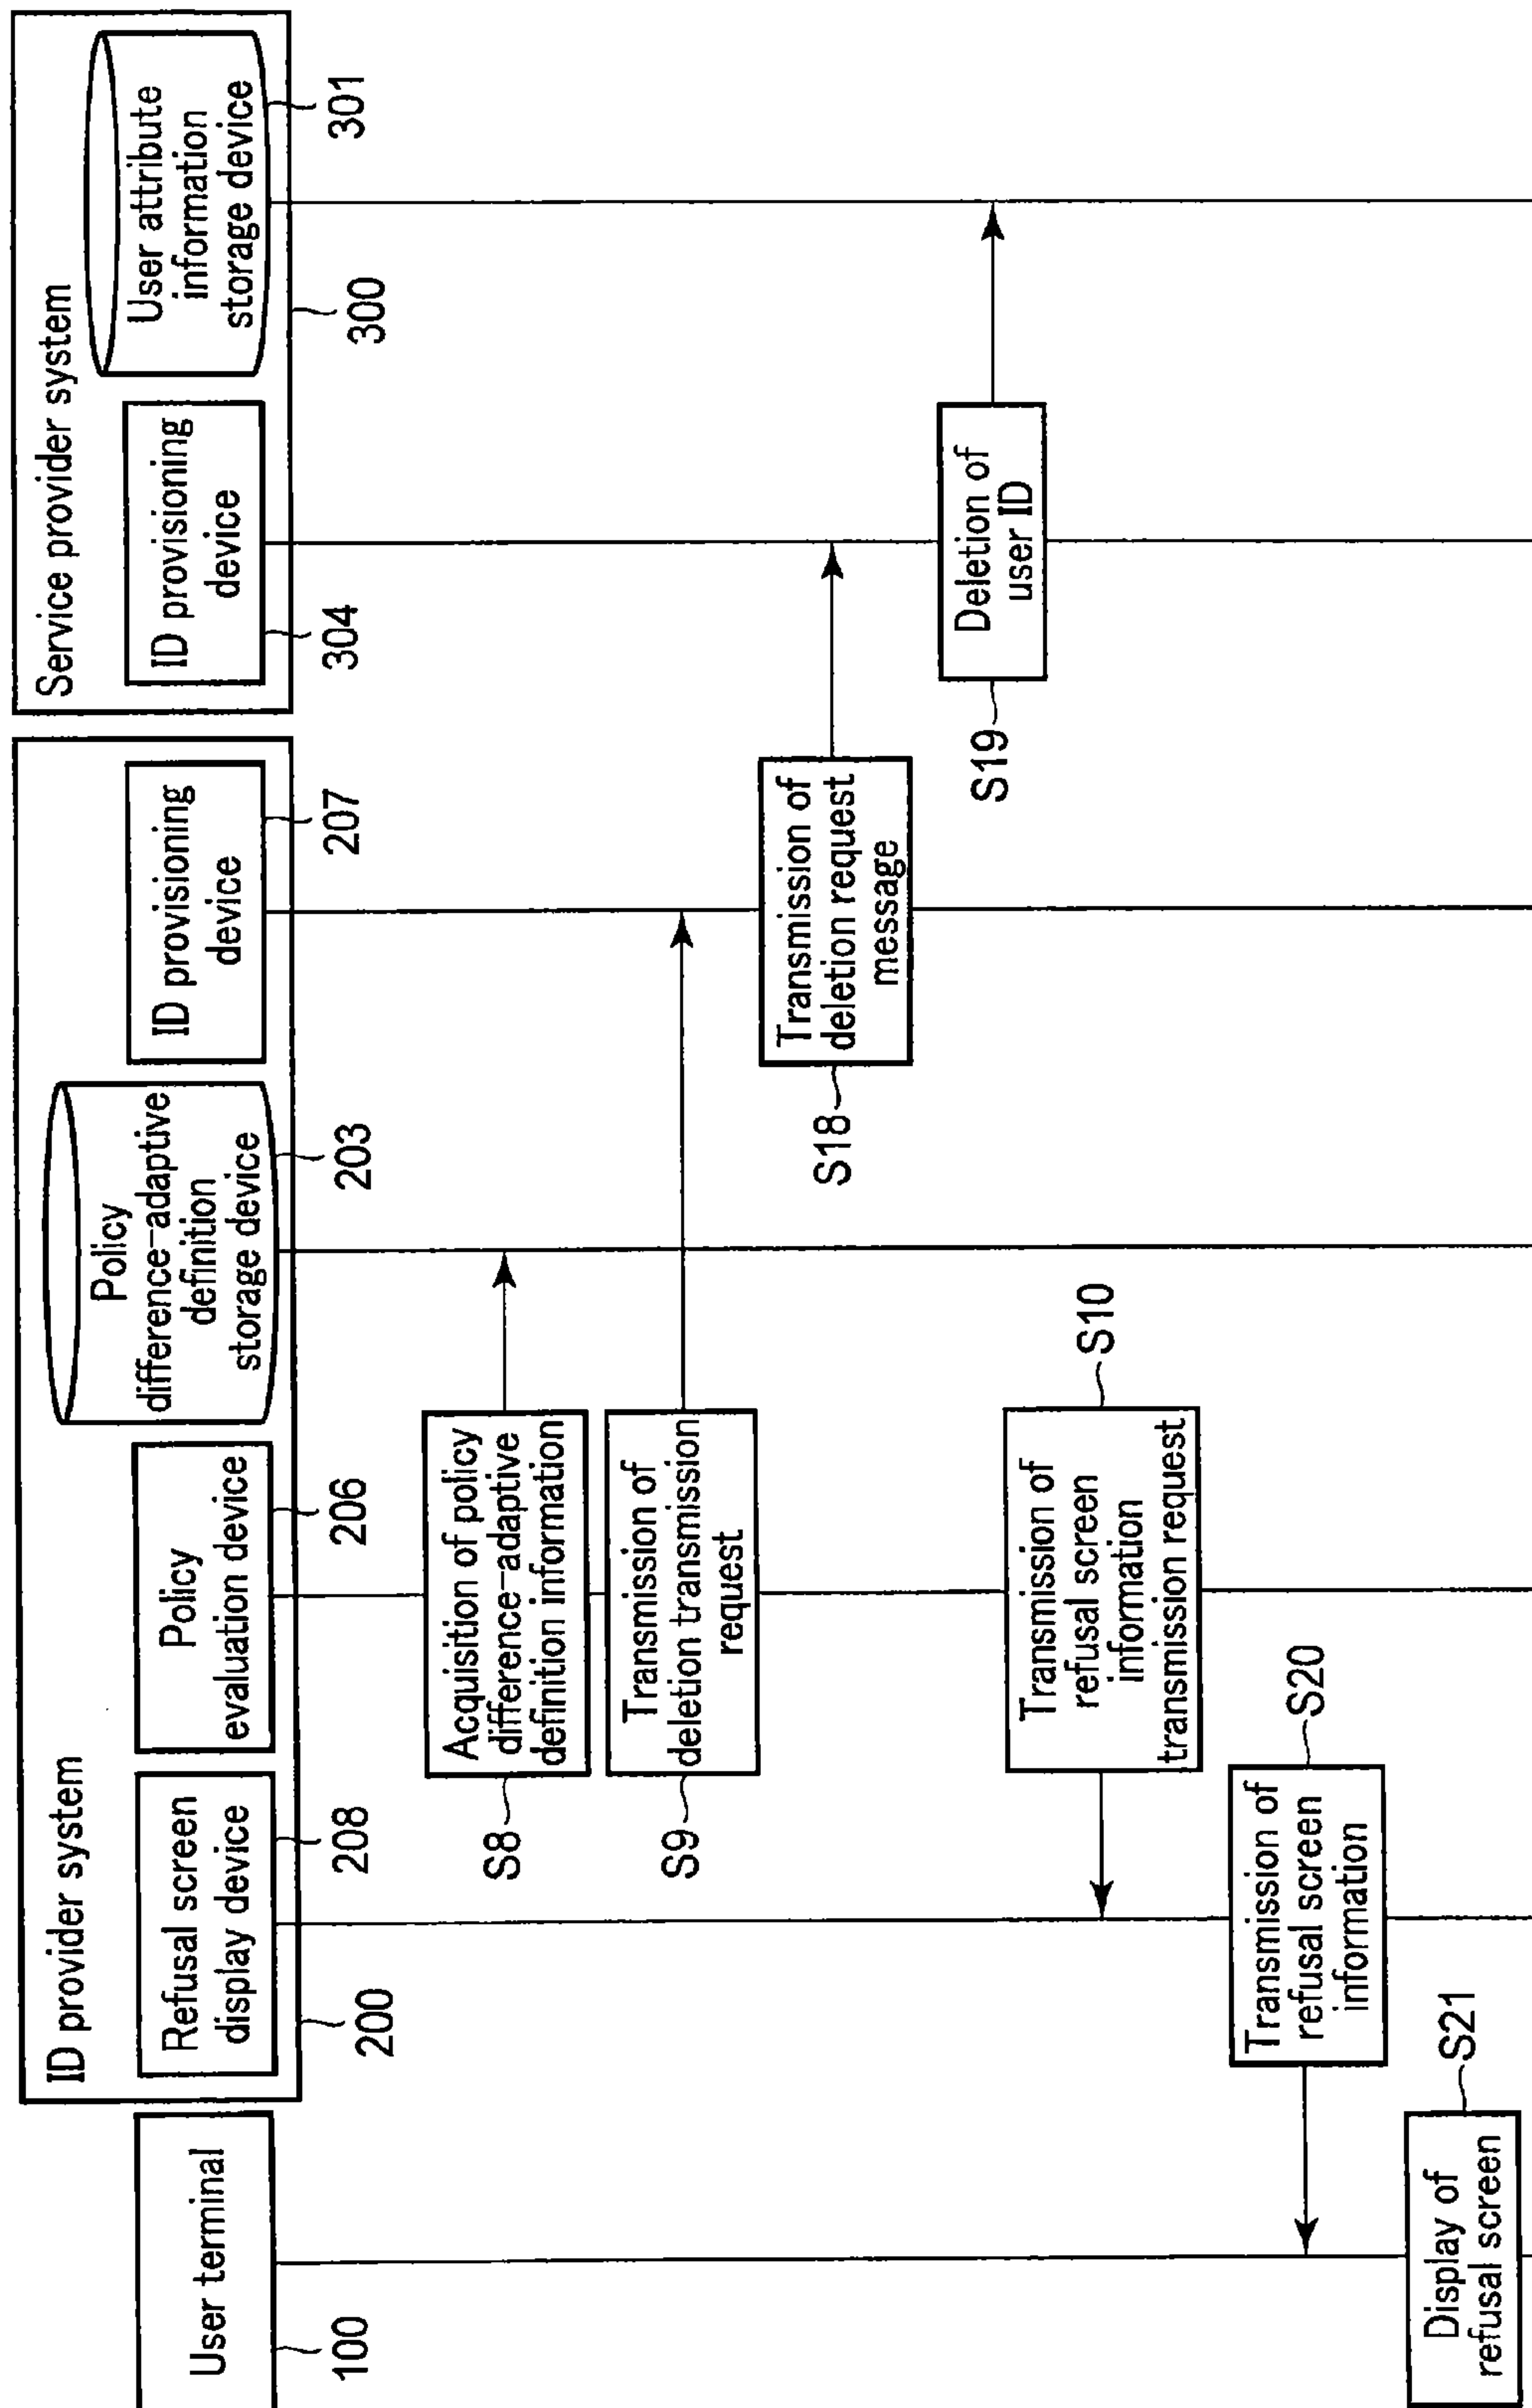 User terminal
100
ID provider system
200
Refusal screen
display device
208
Policy
evaluation device
206
Policy
difference-adaptive
definition
storage device
203
ID provisioning
device
207
Service provider system
300
ID provisioning
device
304
User attribute
information
storage device
301
S8
Acquisition of policy
difference-adaptive
definition information
S9
Transmission of
deletion transmission
request
S18
Transmission of
deletion request
message
S19
Deletion of
user ID
S10
Transmission of
refusal screen
information
transmission request
S20
Transmission of
refusal screen
information
S21
Display of
refusal screen